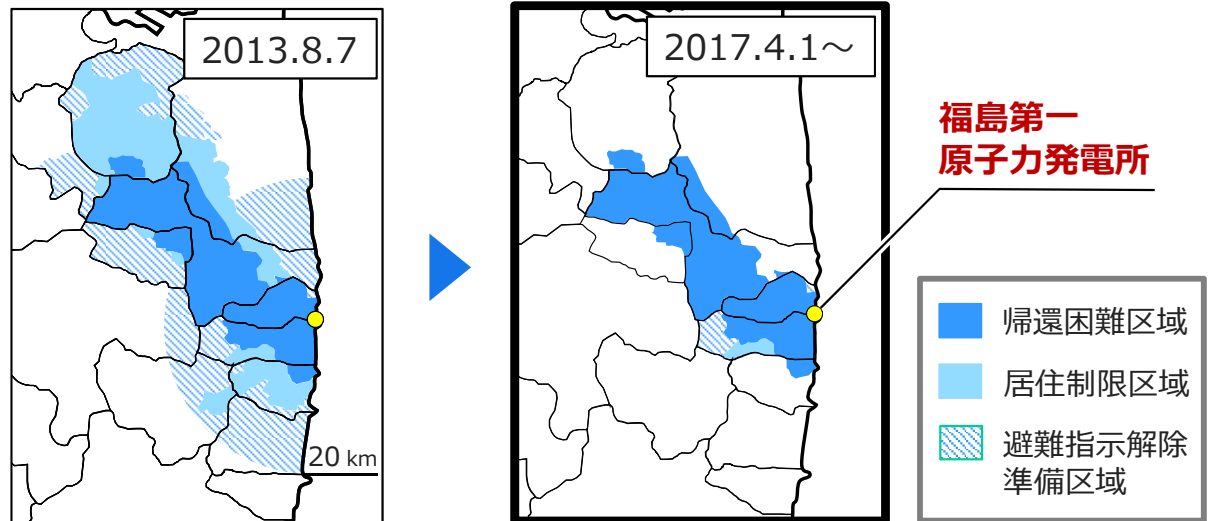 2013.8.7
2017.4.1～
福島第一
原子力発電所
20 km
帰還困難区域
居住制限区域
避難指示解除
準備区域